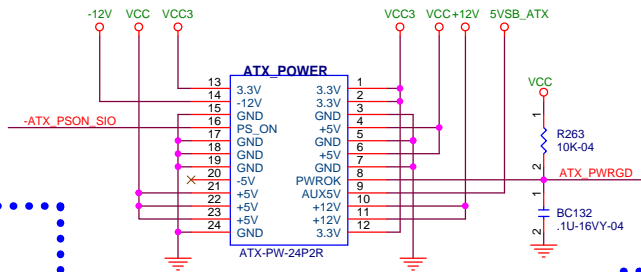 -12V VCC VCC3 VCC3 VCC +12V 5VSB_ATX
ATX_POWER
VCC
13 3.3V 3.3V 1
14 -12V 3.3V 2
15 GND GND 3
-ATX_PSON_SIO 16 PS_ON +5V 4
17 GND GND 5
18 GND +5V 6
19 GND GND 7
20 -5V PWROK 8
21 +5V AUX5V 9
22 +5V +12V 10
23 +5V +12V 11
24 GND 3.3V 12
ATX-PW-24P2R
1
R263
10K-04
2
ATX_PWRGD
1
BC132
.1U-16VY-04
2